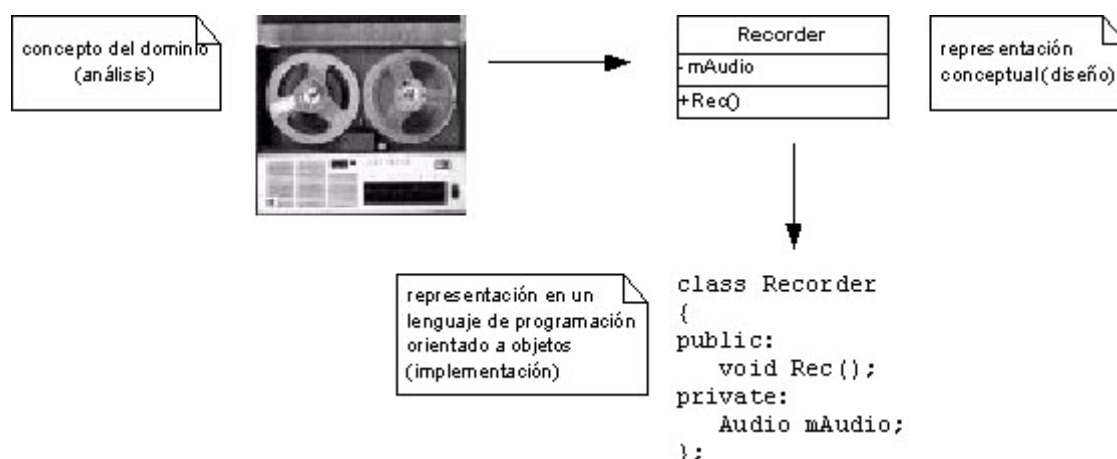 concepto del dominio
(análisis)
Recorder
- mAudio
+Rec()
representación
conceptual(diseño)
representación en un
lenguaje de programación
orientado a objetos
(implementación)
class Recorder
{
public:
void Rec();
private:
Audio mAudio;
};